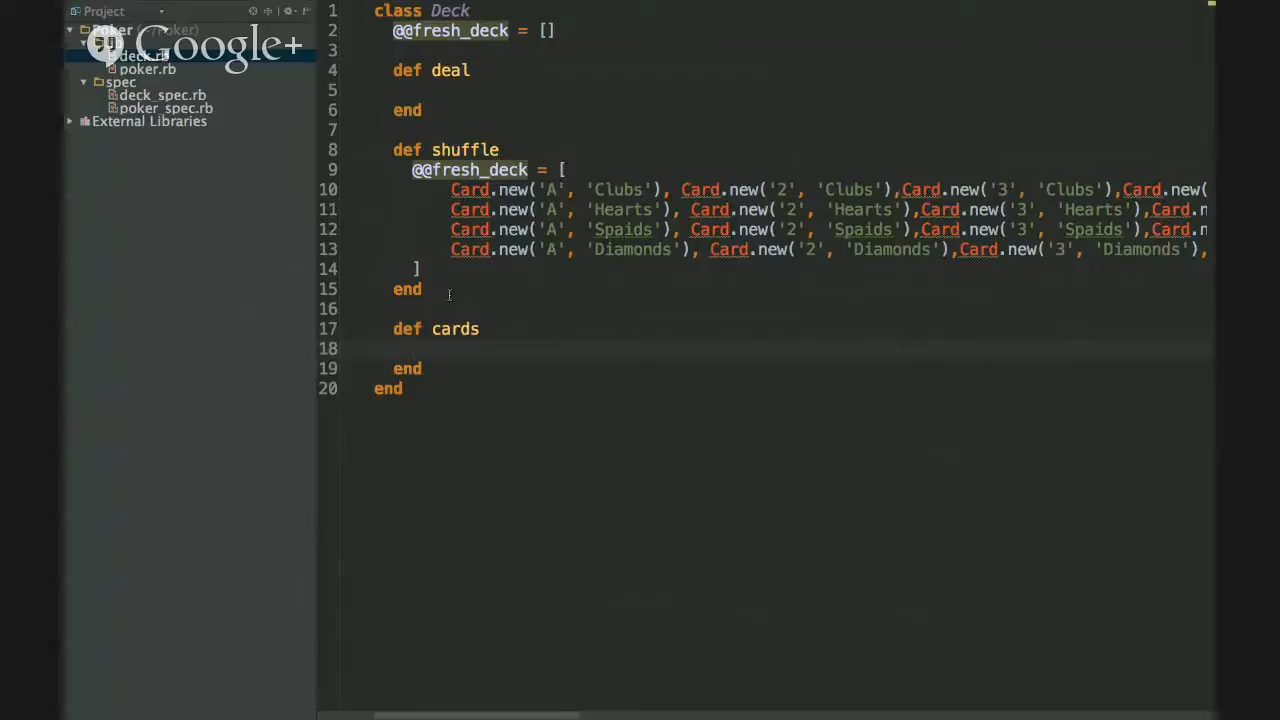 Project
Poker (~/Poker)
Google+
deck.rb
poker.rb
spec
deck_spec.rb
poker_spec.rb
External Libraries
1 class Deck
2 @@fresh_deck = []
3
4 def deal
5
6 end
7
8 def shuffle
9 @@fresh_deck = [
10 Card.new('A', 'Clubs'), Card.new('2', 'Clubs'),Card.new('3', 'Clubs'),Card.new(
11 Card.new('A', 'Hearts'), Card.new('2', 'Hearts'),Card.new('3', 'Hearts'),Card.n
12 Card.new('A', 'Spaids'), Card.new('2', 'Spaids'),Card.new('3', 'Spaids'),Card.n
13 Card.new('A', 'Diamonds'), Card.new('2', 'Diamonds'),Card.new('3', 'Diamonds'),
14 ]
15 end
16
17 def cards
18
19 end
20 end